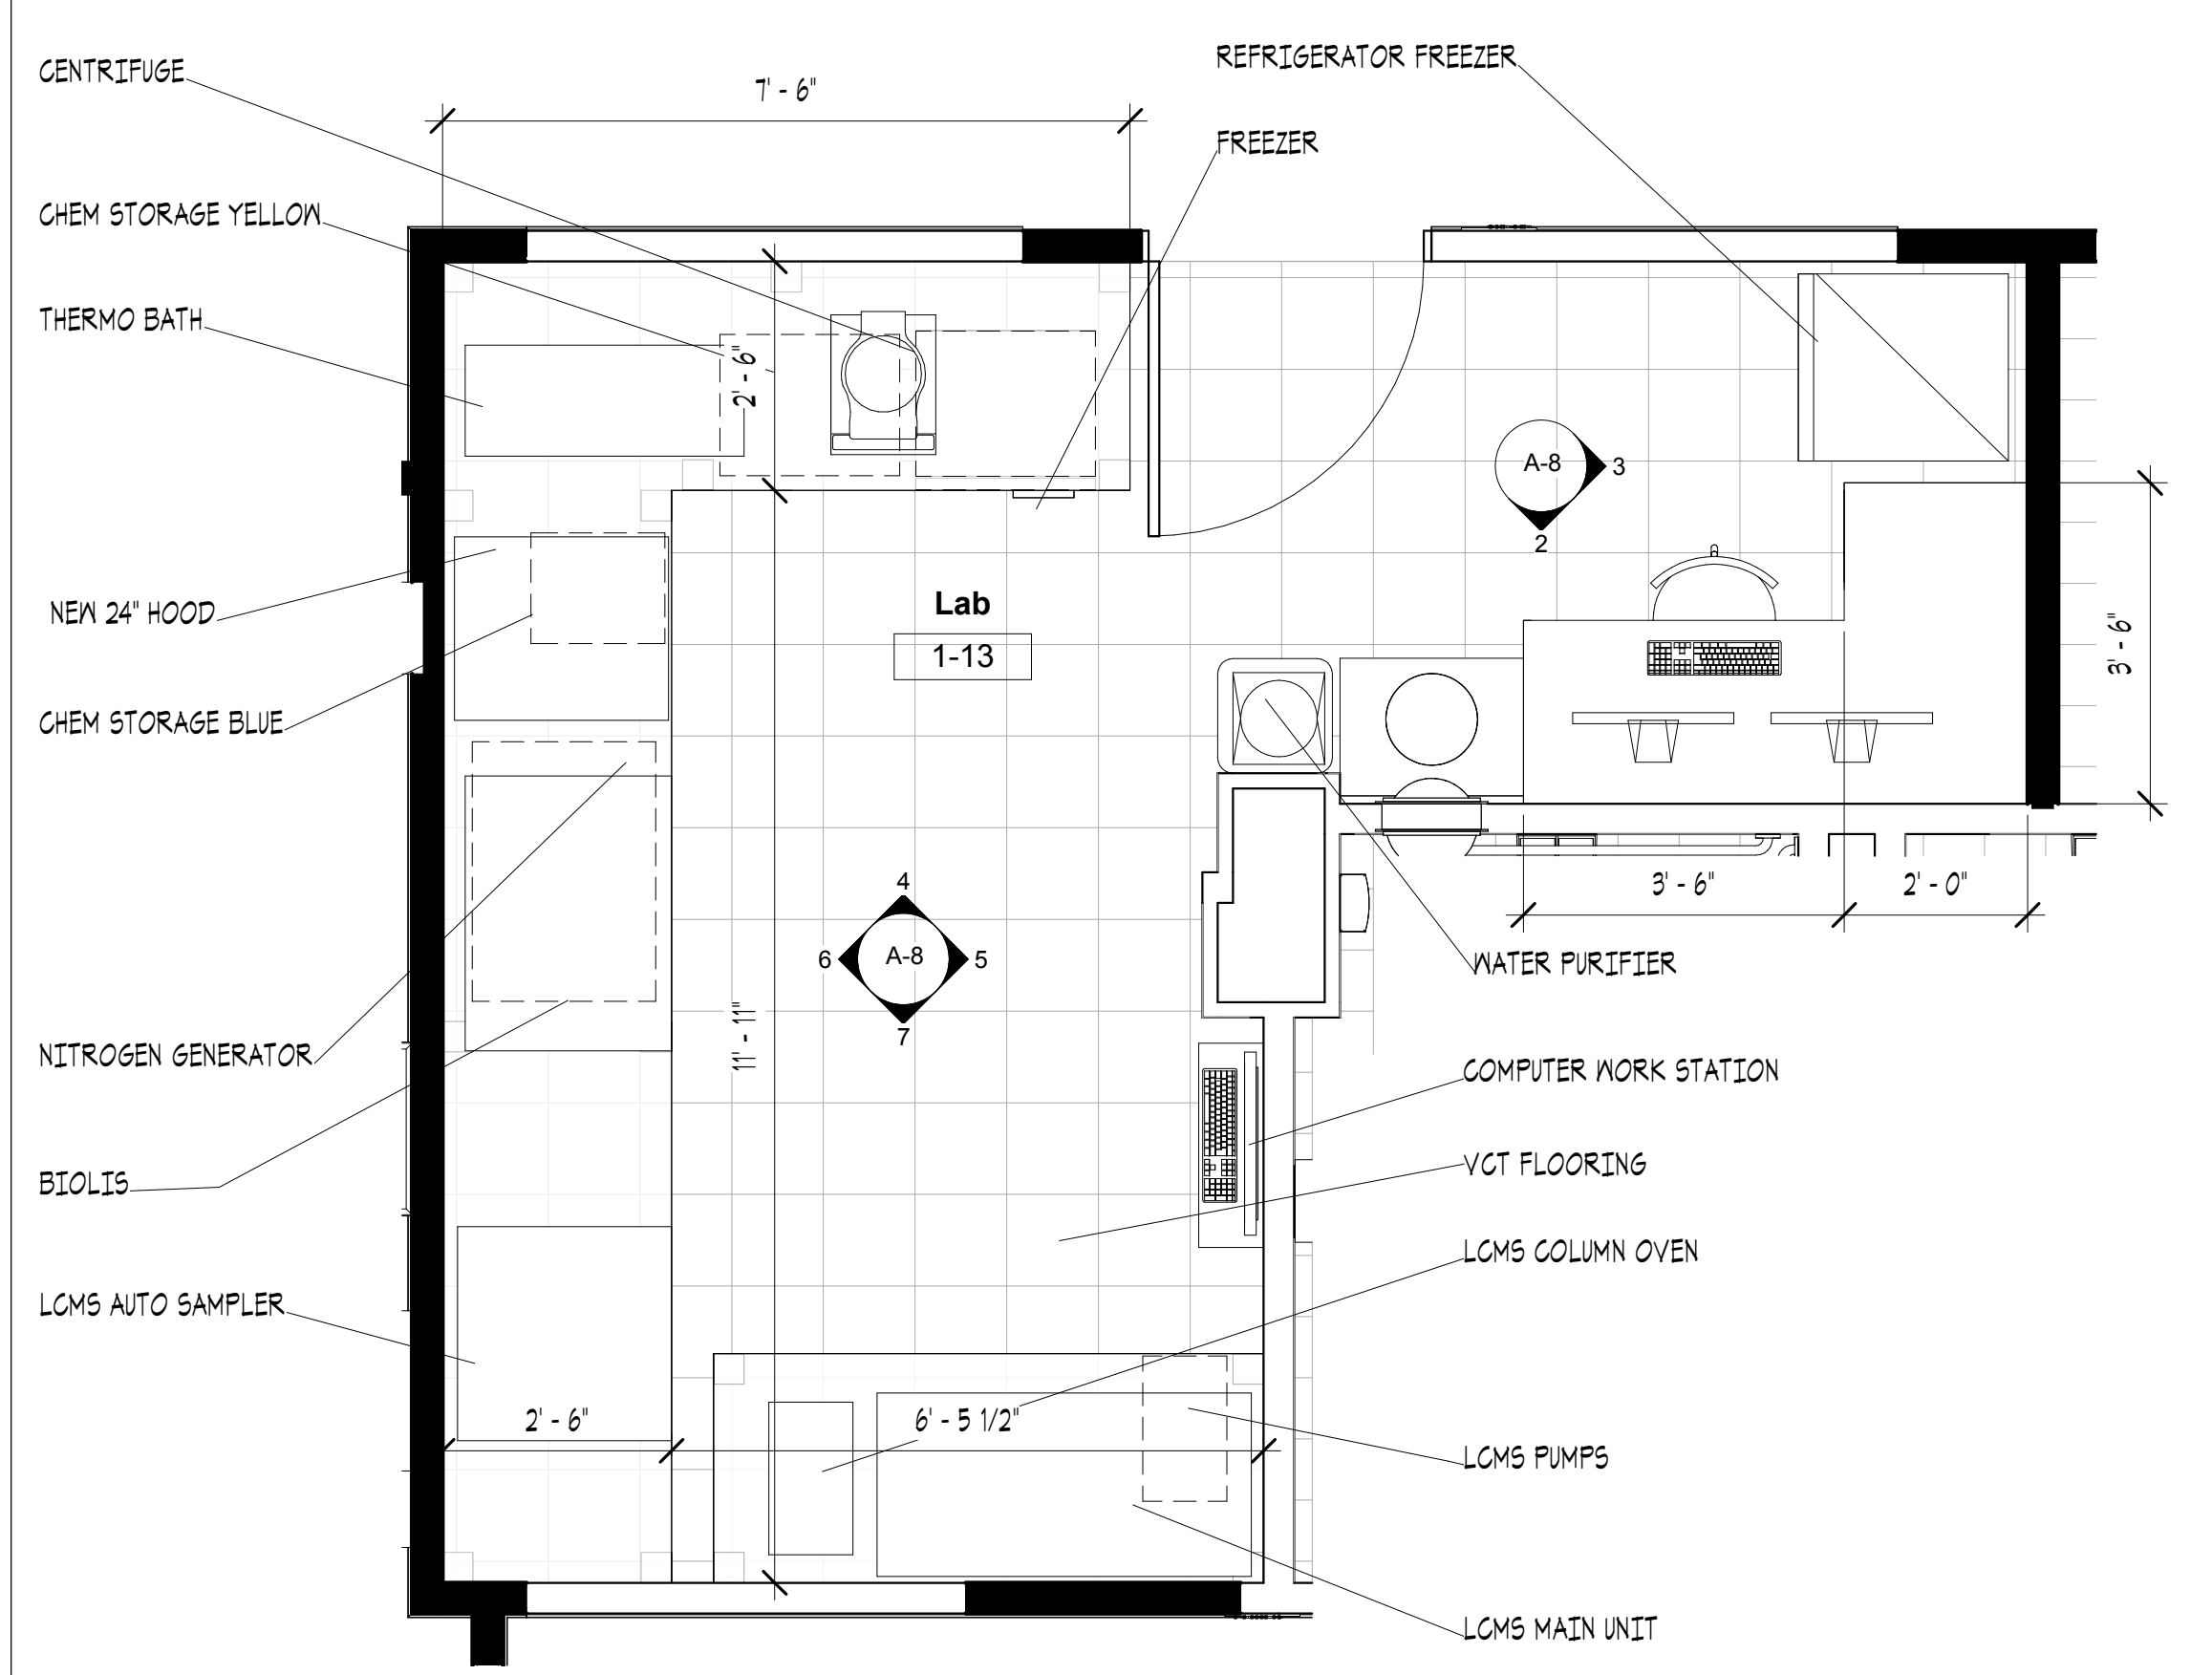 REFRIGERATOR FREEZER
CENTRIFUGE
7' - 6"
FREEZER
CHEM STORAGE YELLOW
THERMO BATH
2' - 6"
A-8
3
2
NEW 24" HOOD
Lab
1-13
3' - 6"
CHEM STORAGE BLUE
4
6
A-8
5
7
3' - 6"
2' - 0"
WATER PURIFIER
11' - 11"
NITROGEN GENERATOR
COMPUTER WORK STATION
BIOLIS
VCT FLOORING
LCMS COLUMN OVEN
LCMS AUTO SAMPLER
2' - 6"
6' - 5 1/2"
LCMS PUMPS
LCMS MAIN UNIT